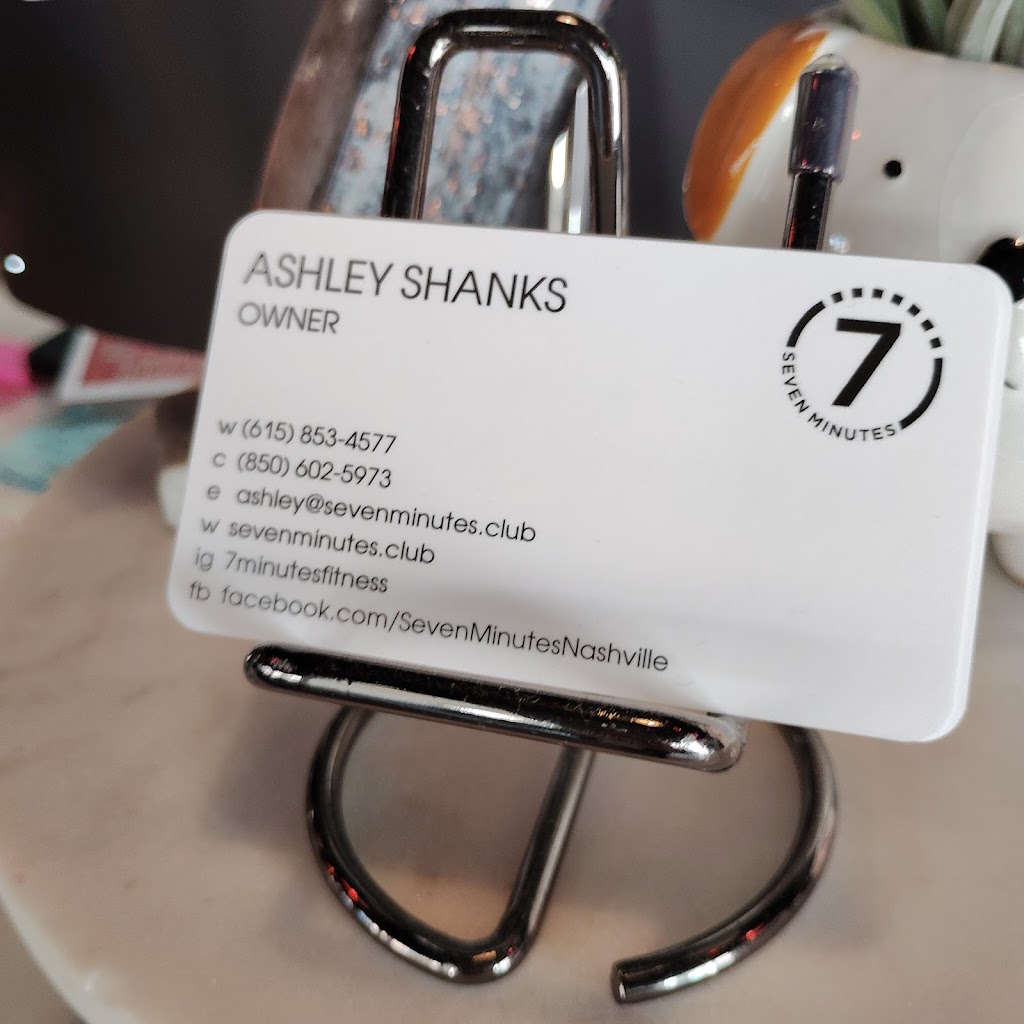 ASHLEY SHANKS
OWNER
7
SEVEN MINUTES
w (615) 853-4577
c (850) 602-5973
e ashley@sevenminutes.club
w sevenminutes.club
ig 7minutesfitness
fb facebook.com/SevenMinutesNashville